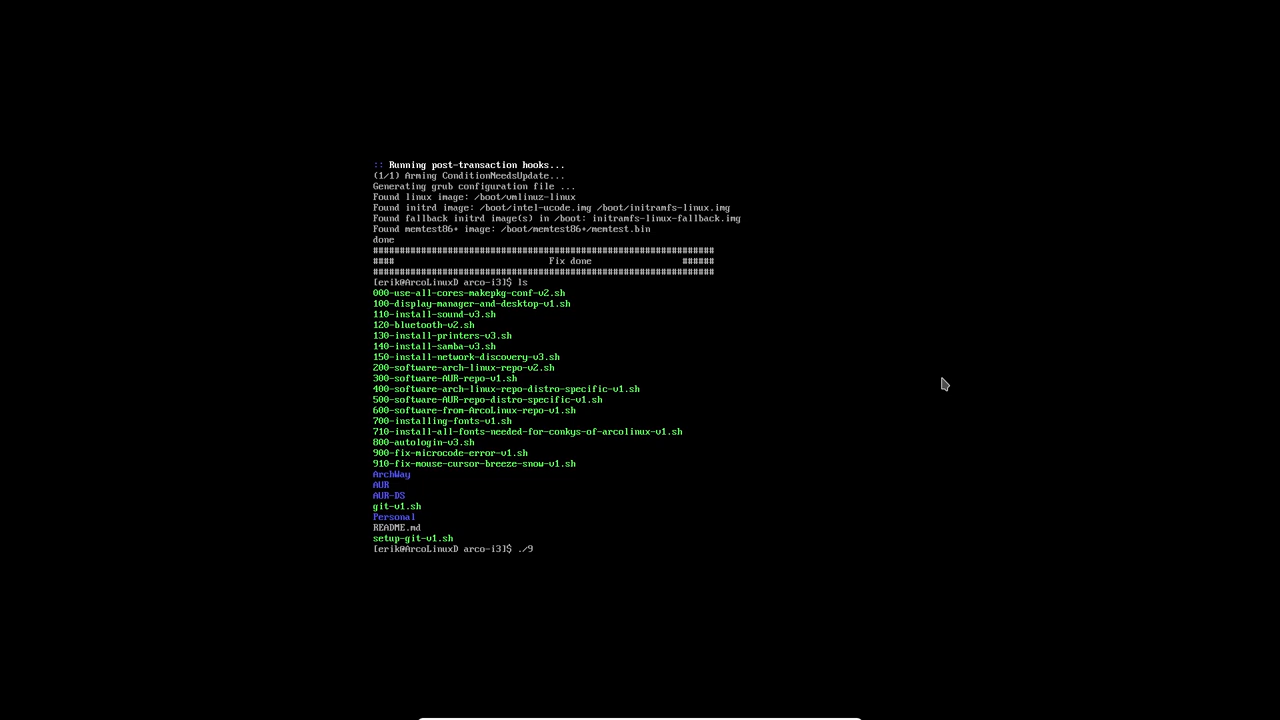 :: Running post-transaction hooks...
(1/1) Arming ConditionNeedsUpdate...
Generating grub configuration file ...
Found linux image: /boot/vmlinuz-linux
Found initrd image: /boot/intel-ucode.img /boot/initramfs-linux.img
Found fallback initrd image(s) in /boot: initramfs-linux-fallback.img
Found memtest86+ image: /boot/memtest86+/memtest.bin
done
################################################################
####                             Fix done                 ######
################################################################
[erik@ArcoLinuxD arco-i3]$ ls
000-use-all-cores-makepkg-conf-v2.sh
100-display-manager-and-desktop-v1.sh
110-install-sound-v3.sh
120-bluetooth-v2.sh
130-install-printers-v3.sh
140-install-samba-v3.sh
150-install-network-discovery-v3.sh
200-software-arch-linux-repo-v2.sh
300-software-AUR-repo-v1.sh
400-software-arch-linux-repo-distro-specific-v1.sh
500-software-AUR-repo-distro-specific-v1.sh
600-software-from-ArcoLinux-repo-v1.sh
700-installing-fonts-v1.sh
710-install-all-fonts-needed-for-conkys-of-arcolinux-v1.sh
800-autologin-v3.sh
900-fix-microcode-error-v1.sh
910-fix-mouse-cursor-breeze-snow-v1.sh
ArchWay
AUR
AUR-DS
git-v1.sh
Personal
README.md
setup-git-v1.sh
[erik@ArcoLinuxD arco-i3]$ ./9